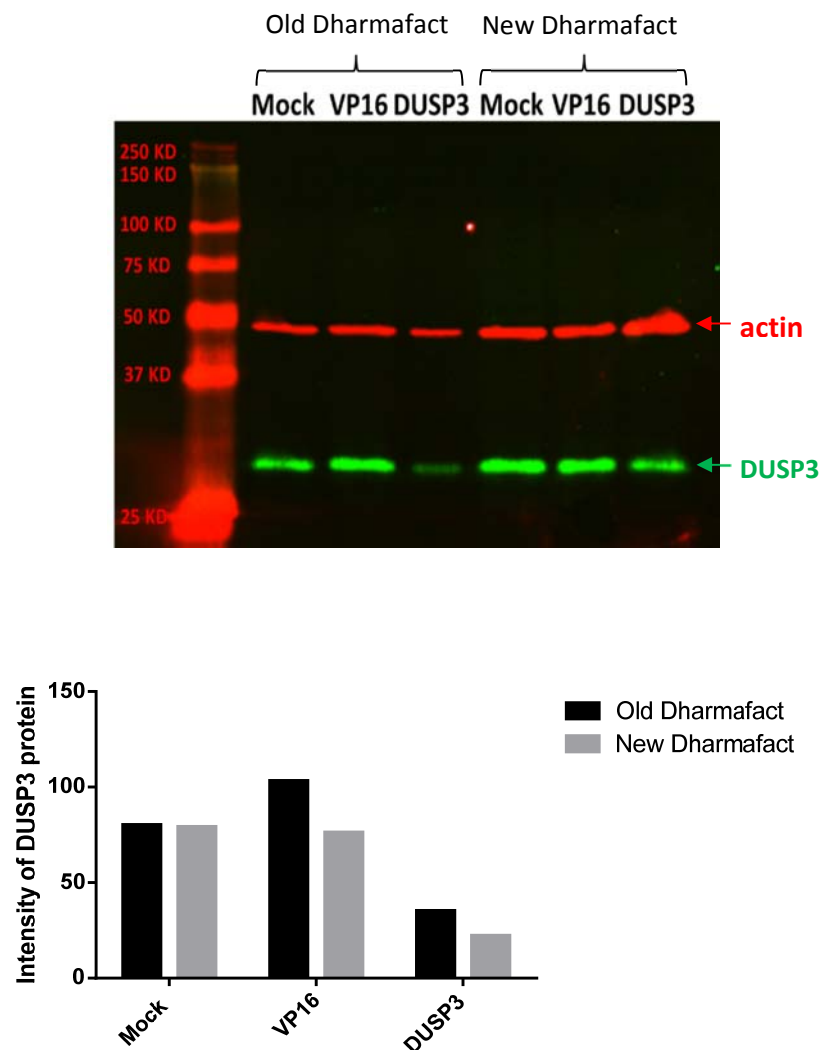 Old Dharmafact New Dharmafact
Mock VP16 DUSP3 Mock VP16 DUSP3
250 KD
150 KD
100 KD
75 KD
50 KD
actin
37 KD
DUSP3
25 KD
150
100
50
0
Intensity of DUSP3 protein
Old Dharmafact
New Dharmafact
Mock
VP16
DUSP3